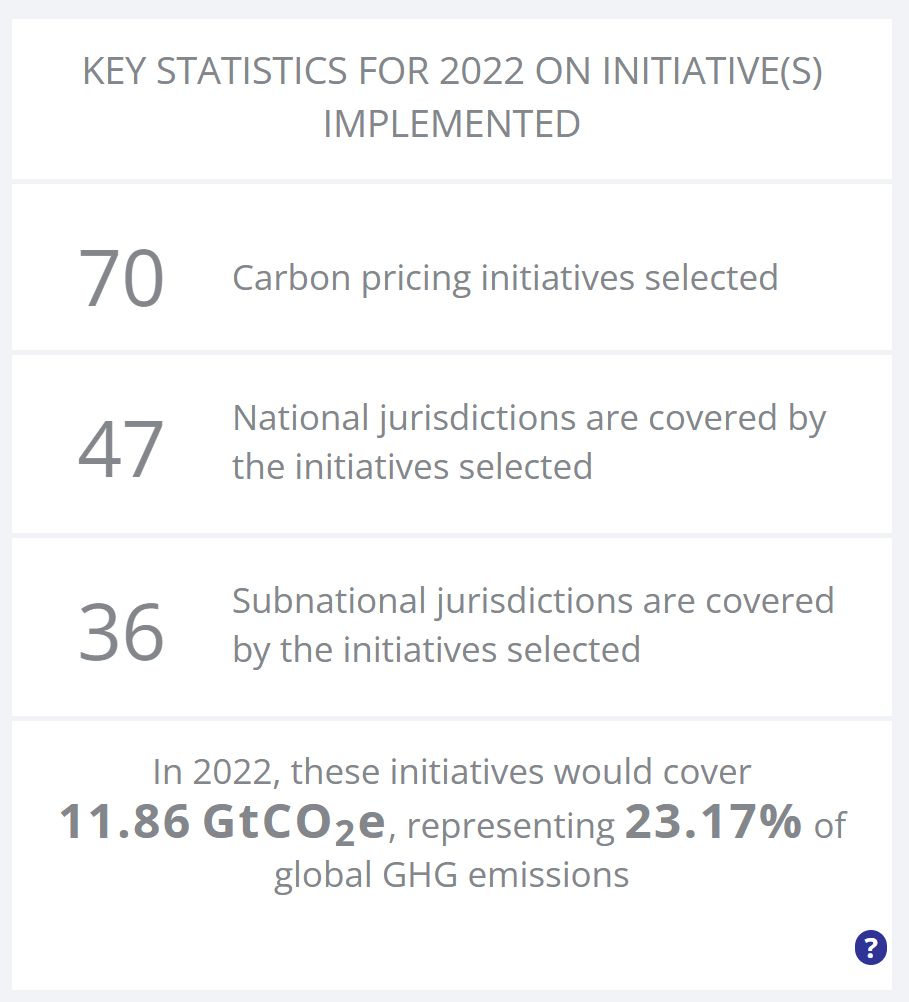 KEY STATISTICS FOR 2022 ON INITIATIVE(S)
IMPLEMENTED
70
Carbon pricing initiatives selected
47
National jurisdictions are covered by
the initiatives selected
36
Subnational jurisdictions are covered
by the initiatives selected
In 2022, these initiatives would cover
11.86 GtCO₂e, representing 23.17% of
global GHG emissions
?